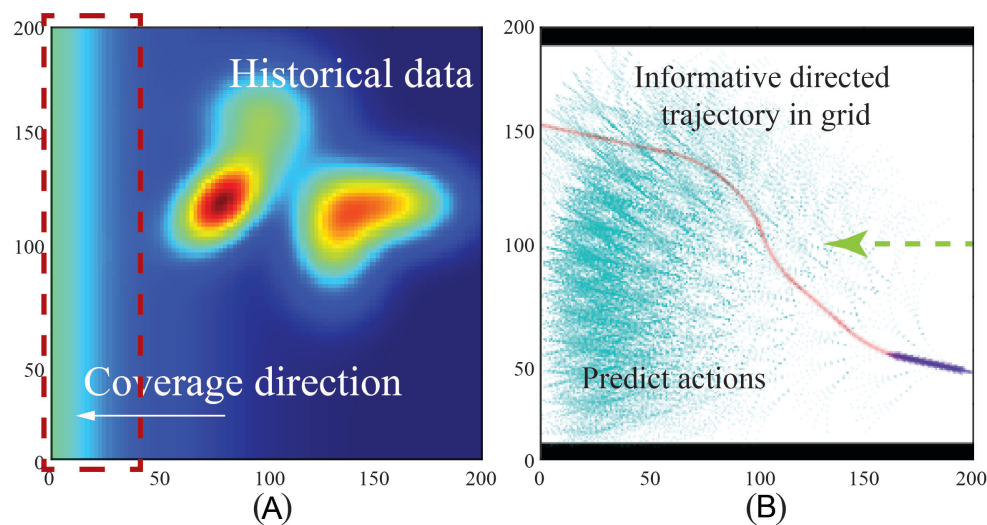 200
150
100
50
0
Historical data
Coverage direction
0
50
100
150
200
(A)
200
150
100
50
0
Informative directed
trajectory in grid
Predict actions
0
50
100
150
200
(B)